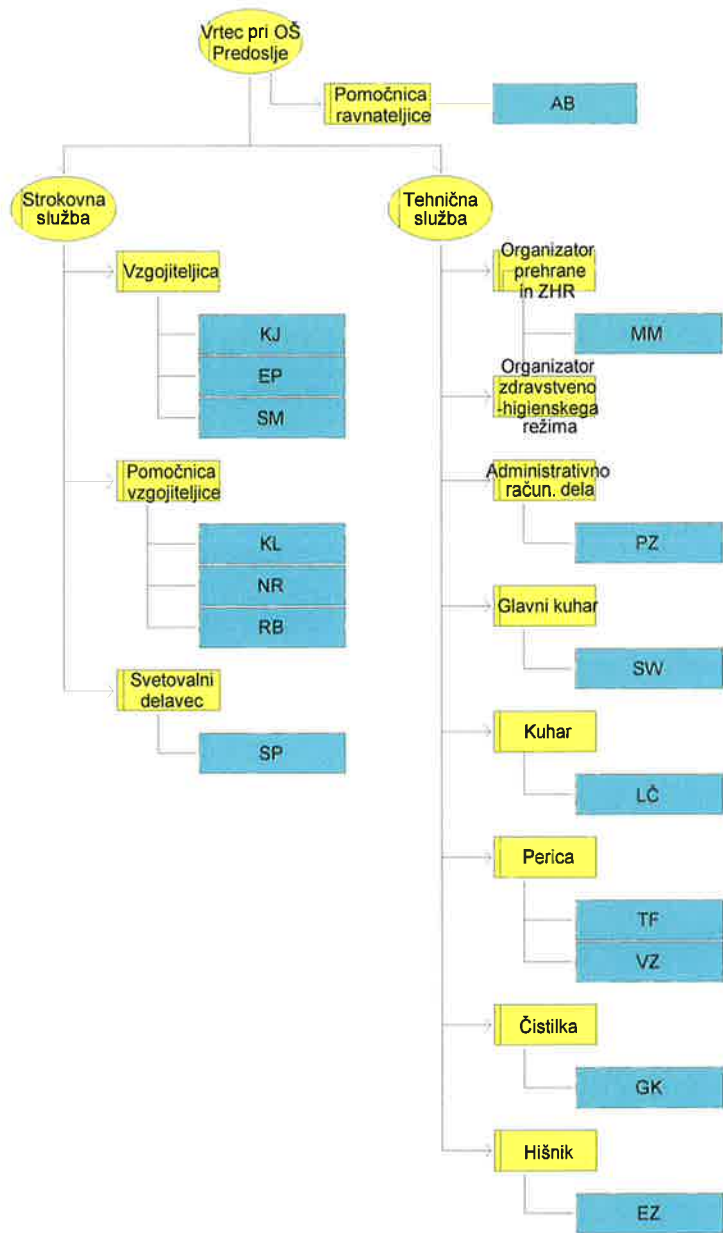 Vrtec pri OŠ
Predoslje
Pomočnica
ravnateljice
AB
Strokovna
služba
Vzgojiteljica
KJ
EP
SM
Pomočnica
vzgojiteljice
KL
NR
RB
Svetovalni
delavec
SP
Tehnična
služba
Organizator
prehrane
in ZHR
MM
Organizator
zdravstveno
-higienskega
režima
Administrativno
račun. dela
PZ
Glavni kuhar
SW
Kuhar
LČ
Perica
TF
VZ
Čistilka
GK
Hišnik
EZ